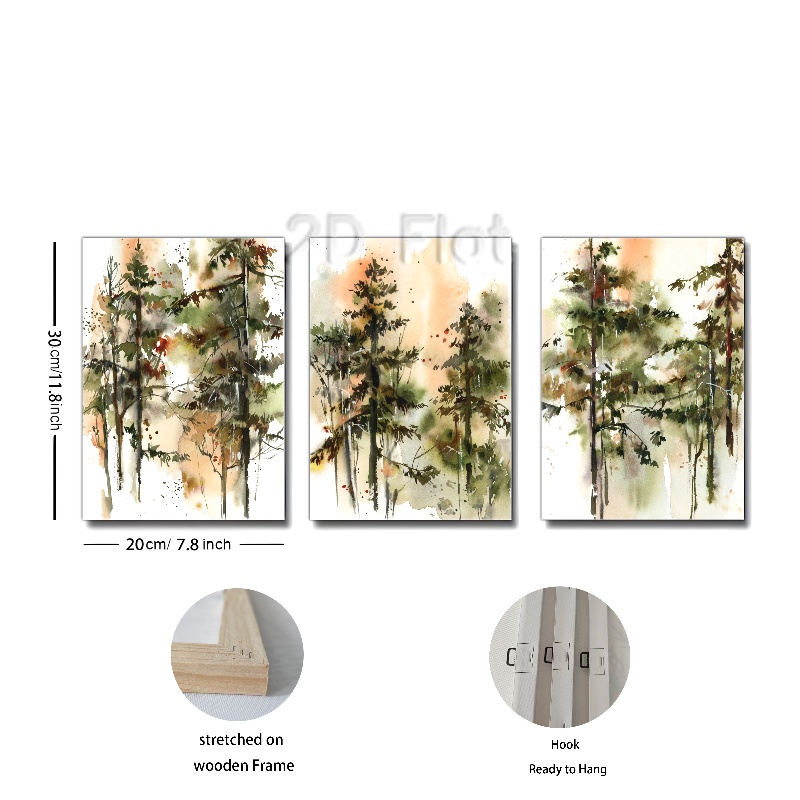 2D Flat
30cm/11.8inch
20cm/ 7.8 inch
stretched on
wooden Frame
Hook
Ready to Hang